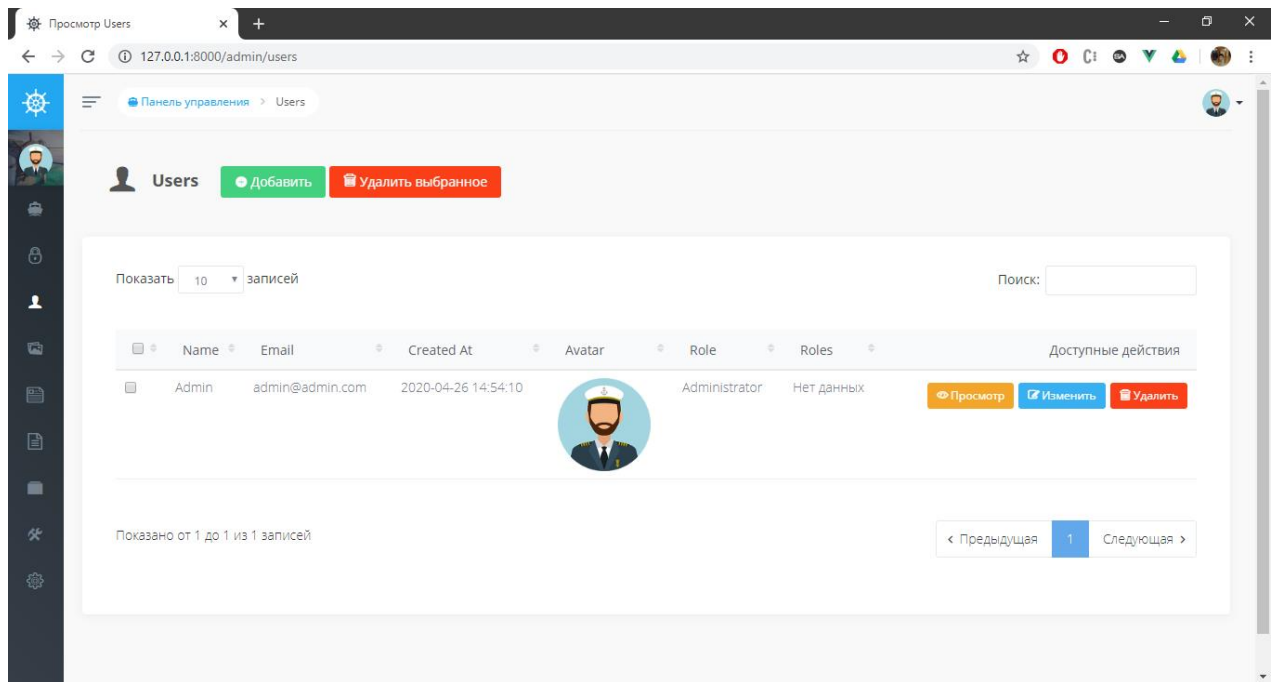 Просмотр Users
127.0.0.1:8000/admin/users
Панель управления > Users
Users Добавить Удалить выбранное
Показать 10 записей Поиск:
Name Email Created At Avatar Role Roles Доступные действия
Admin admin@admin.com 2020-04-26 14:54:10 Administrator Нет данных Просмотр Изменить Удалить
Показано от 1 до 1 из 1 записей < Предыдущая 1 Следующая >